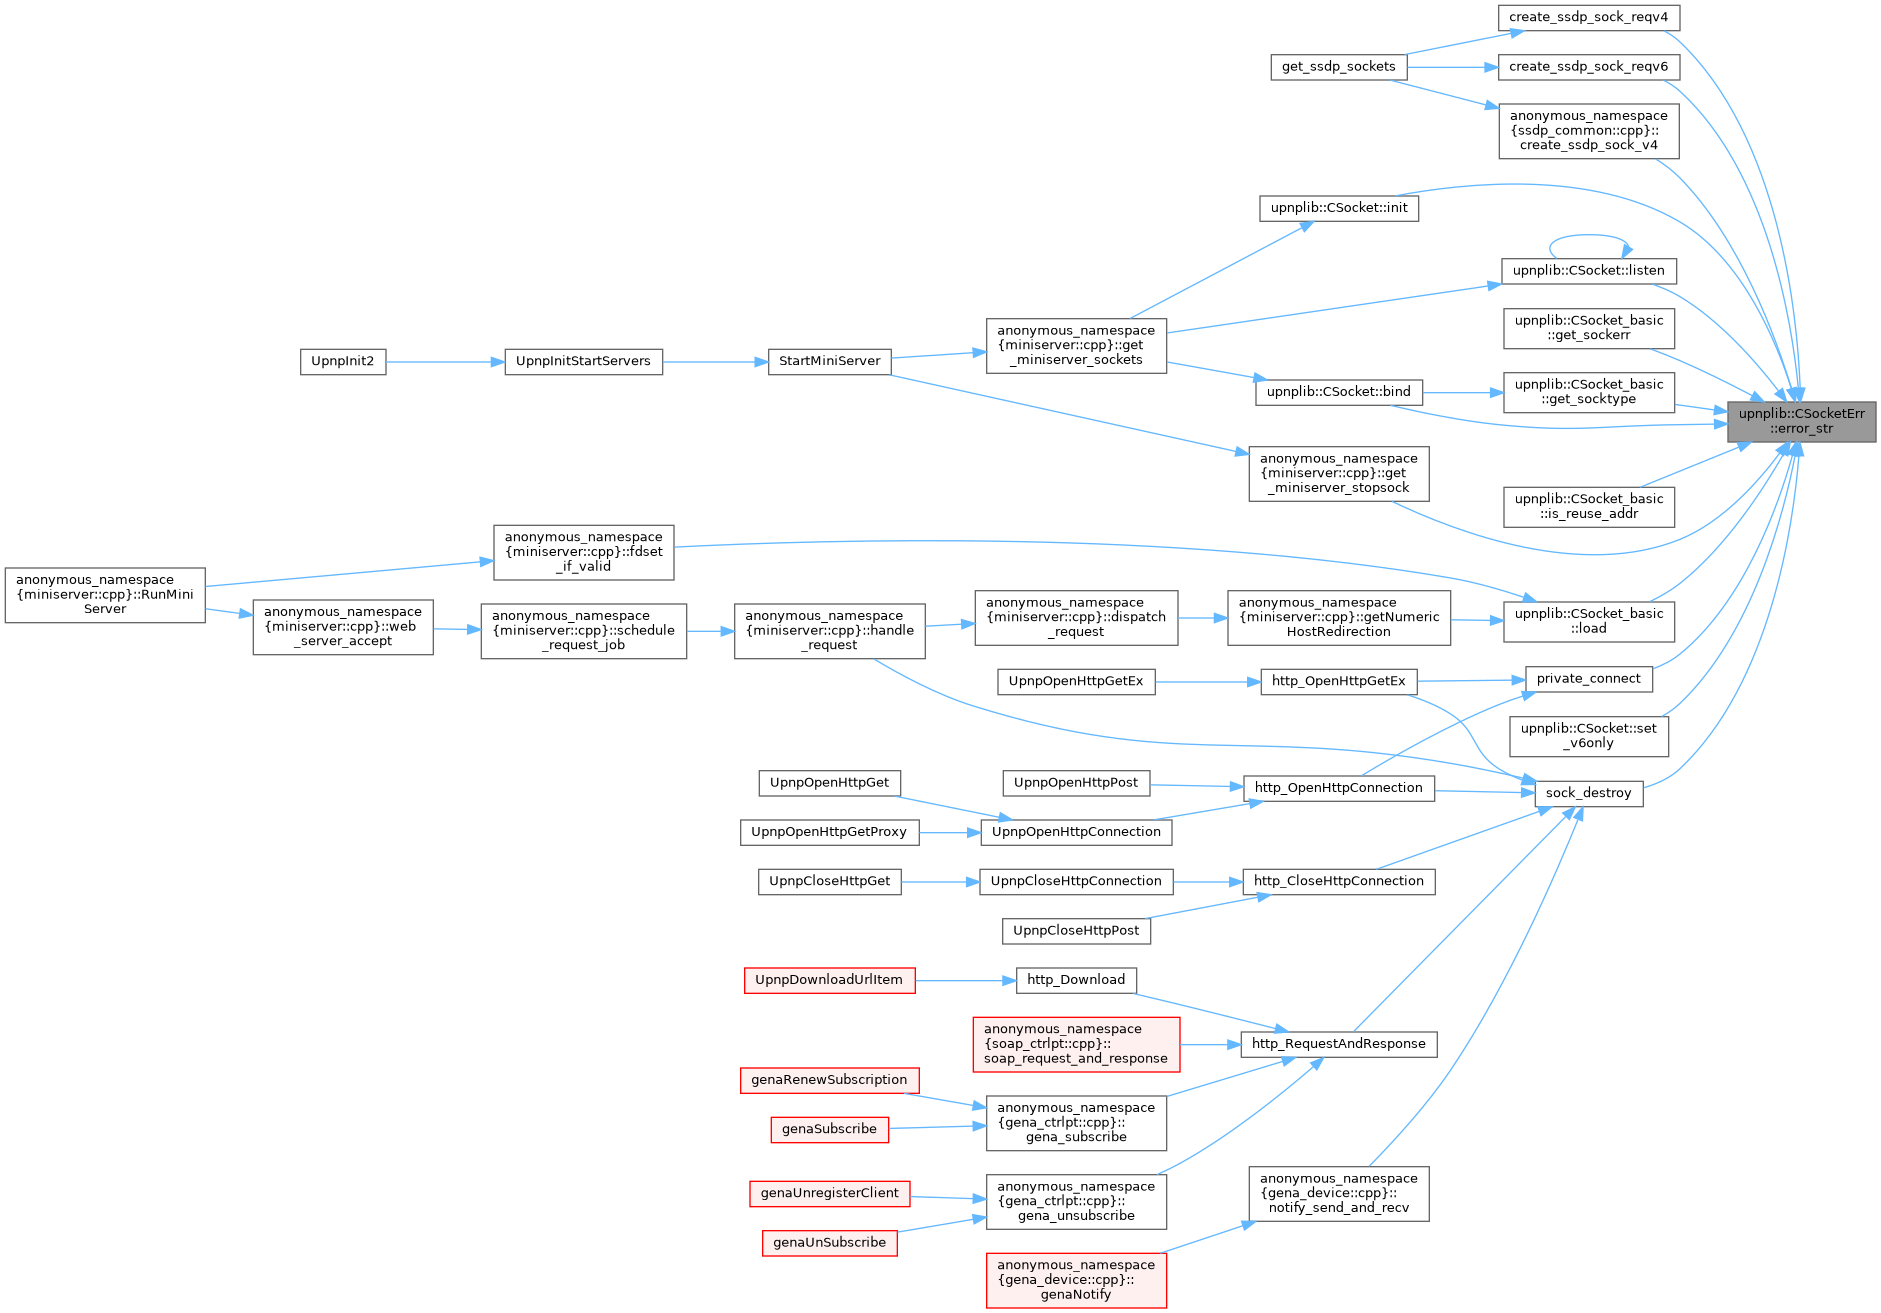 create_ssdp_sock_reqv4
get_ssdp_sockets
create_ssdp_sock_reqv6
anonymous_namespace
{ssdp_common::cpp}::
create_ssdp_sock_v4
upnplib::CSocket::init
upnplib::CSocket::listen
upnplib::CSocket_basic
::get_sockerr
anonymous_namespace
{miniserver::cpp}::get
_miniserver_sockets
UpnpInit2
UpnpInitStartServers
StartMiniServer
upnplib::CSocket::bind
upnplib::CSocket_basic
::get_socktype
upnplib::CSocketErr
::error_str
anonymous_namespace
{miniserver::cpp}::get
_miniserver_stopsock
upnplib::CSocket_basic
::is_reuse_addr
anonymous_namespace
{miniserver::cpp}::fdset
_if_valid
anonymous_namespace
{miniserver::cpp}::RunMini
Server
anonymous_namespace
{miniserver::cpp}::web
_server_accept
anonymous_namespace
{miniserver::cpp}::schedule
_request_job
anonymous_namespace
{miniserver::cpp}::handle
_request
anonymous_namespace
{miniserver::cpp}::dispatch
_request
anonymous_namespace
{miniserver::cpp}::getNumeric
HostRedirection
upnplib::CSocket_basic
::load
UpnpOpenHttpGetEx
http_OpenHttpGetEx
private_connect
upnplib::CSocket::set
_v6only
UpnpOpenHttpGet
UpnpOpenHttpPost
http_OpenHttpConnection
sock_destroy
UpnpOpenHttpGetProxy
UpnpOpenHttpConnection
UpnpCloseHttpGet
UpnpCloseHttpConnection
http_CloseHttpConnection
UpnpCloseHttpPost
UpnpDownloadUrlItem
http_Download
anonymous_namespace
{soap_ctrlpt::cpp}::
soap_request_and_response
http_RequestAndResponse
genaRenewSubscription
genaSubscribe
anonymous_namespace
{gena_ctrlpt::cpp}::
gena_subscribe
genaUnregisterClient
genaUnSubscribe
anonymous_namespace
{gena_ctrlpt::cpp}::
gena_unsubscribe
anonymous_namespace
{gena_device::cpp}::
notify_send_and_recv
anonymous_namespace
{gena_device::cpp}::
genaNotify